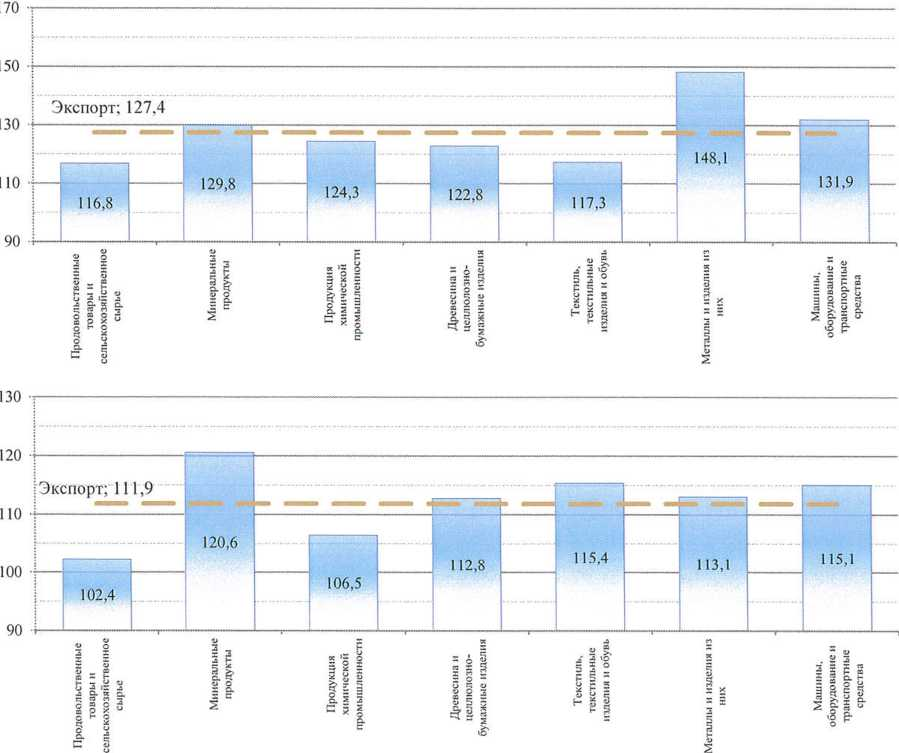 170
150
130
110
90
Экспорт; 127,4
116,8
129,8
124,3
122,8
117,3
148,1
131,9
Продовольственные
товары и
сельскохозяйственное
сырье
Минеральные
продукты
Продукция
химической
промышленности
Древесина и
целлюлозно-
бумажные изделия
Текстиль,
текстильные
изделия и обувь
Металлы и изделия из
них
Машины,
оборудование и
транспортные
средства
130
120
110
100
90
Экспорт; 111,9
102,4
120,6
106,5
112,8
115,4
113,1
115,1
Продовольственные
товары и
сельскохозяйственное
сырье
Минеральные
продукты
Продукция
химической
промышленности
Древесина и
целлюлозно-
бумажные изделия
Текстиль,
текстильные
изделия и обувь
Металлы и изделия из
них
Машины,
оборудование и
транспортные
средства